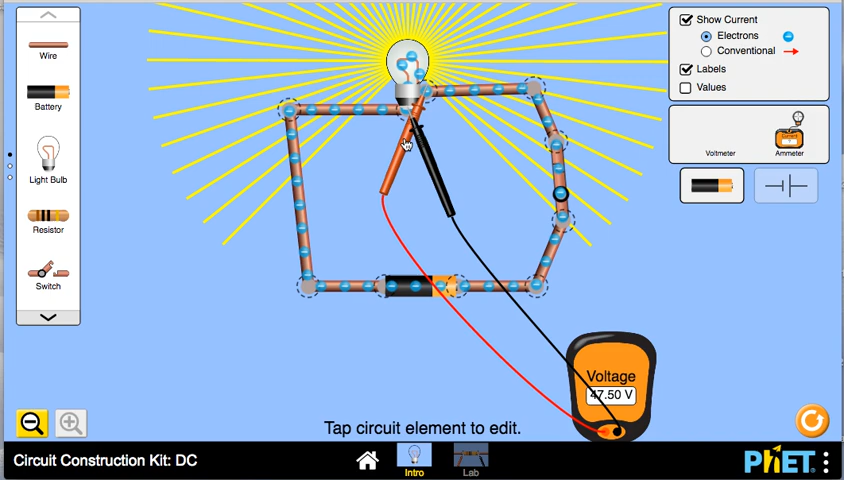 Wire
Battery
Light Bulb
Resistor
Switch
Show Current
Electrons
Conventional
Labels
Values
Voltmeter
Ammeter
Voltage
47.50 V
Tap circuit element to edit.
Circuit Construction Kit: DC
Intro
Lab
PhET